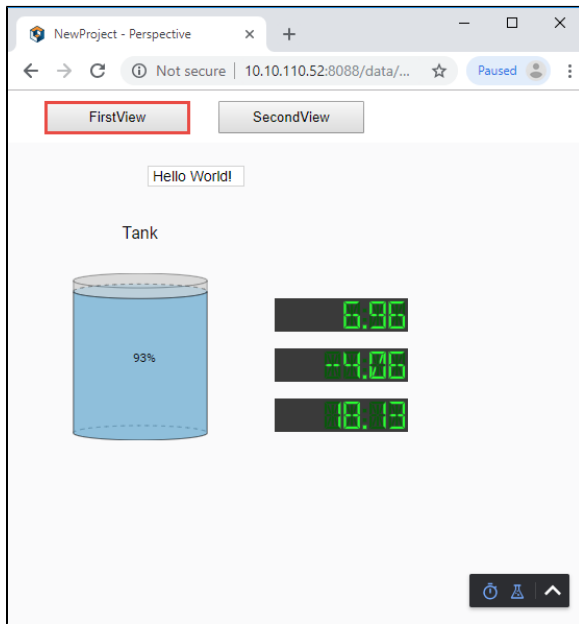 NewProject - Perspective
Not secure | 10.10.110.52:8088/data/... Paused
FirstView SecondView
Hello World!
Tank
6.96
93%
-4.06
18.13